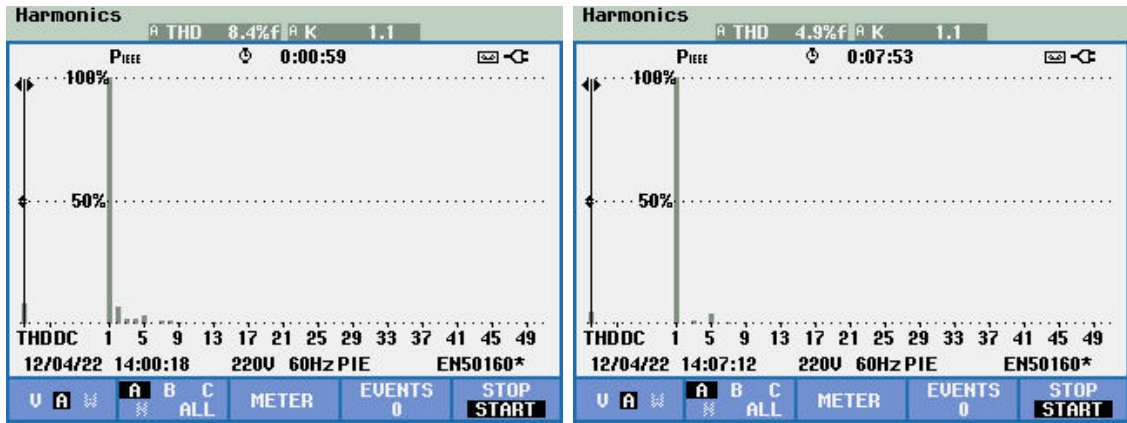 Harmonics
A THD 8.4%f A K 1.1
PIEEE 0:00:59
100%
50%
THD DC 1 5 9 13 17 21 25 29 33 37 41 45 49
12/04/22 14:00:18 220V 60Hz PIE EN50160*
V A W A B C N ALL METER EVENTS 0 STOP START
Harmonics
A THD 4.9%f A K 1.1
PIEEE 0:07:53
100%
50%
THD DC 1 5 9 13 17 21 25 29 33 37 41 45 49
12/04/22 14:07:12 220V 60Hz PIE EN50160*
V A W A B C N ALL METER EVENTS 0 STOP START